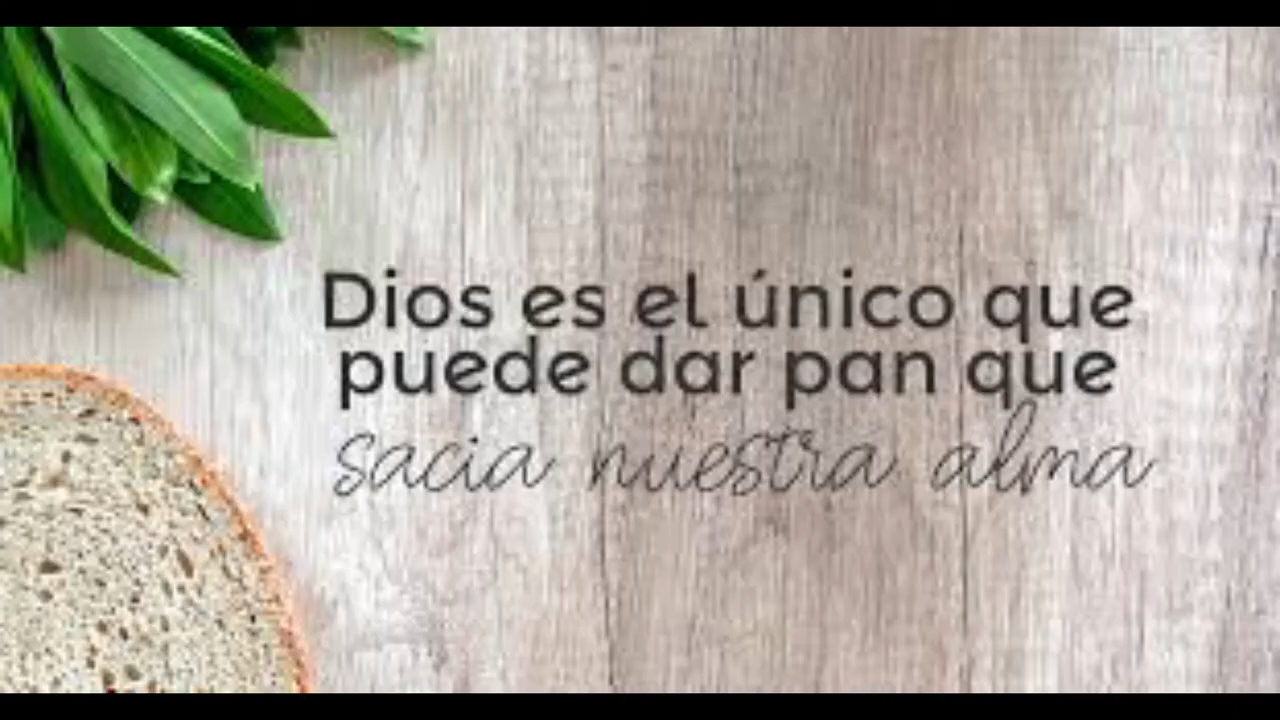 Dios es el único que
puede dar pan que
sacia nuestra alma